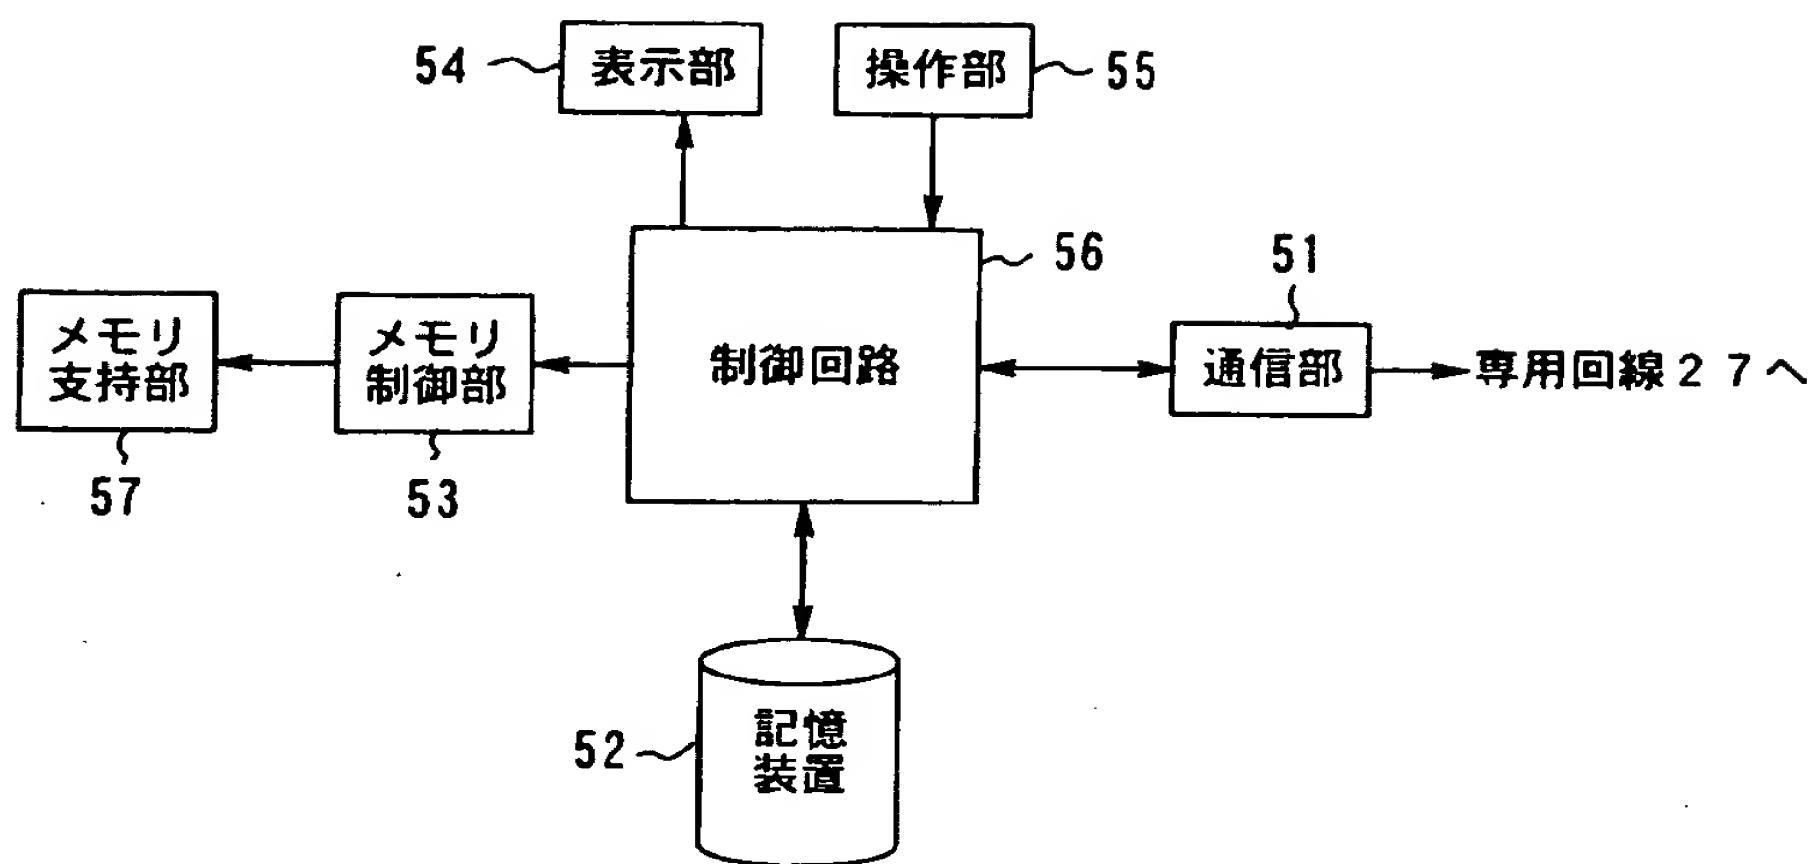 54
表示部
操作部
55
56
51
メモリ
支持部
メモリ
制御部
制御回路
通信部
専用回線２７へ
57
53
52
記憶
装置